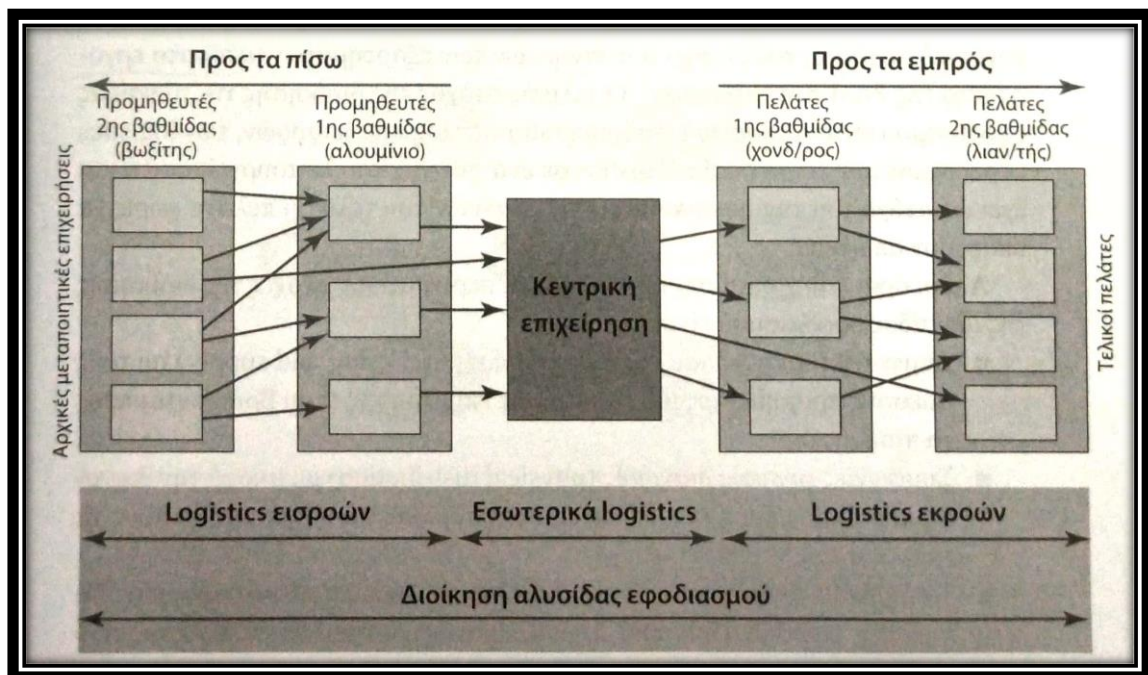 Προς τα πίσω
Προς τα εμπρός
Προμηθευτές
2ης βαθμίδας
(βωξίτης)
Προμηθευτές
1ης βαθμίδας
(αλουμίνιο)
Πελάτες
1ης βαθμίδας
(χονδ/ρος)
Πελάτες
2ης βαθμίδας
(λιαν/τής)
Αρχικές μεταποιητικές επιχειρήσεις
Κεντρική
επιχείρηση
Τελικοί πελάτες
Logistics εισροών
Εσωτερικά logistics
Logistics εκροών
Διοίκηση αλυσίδας εφοδιασμού